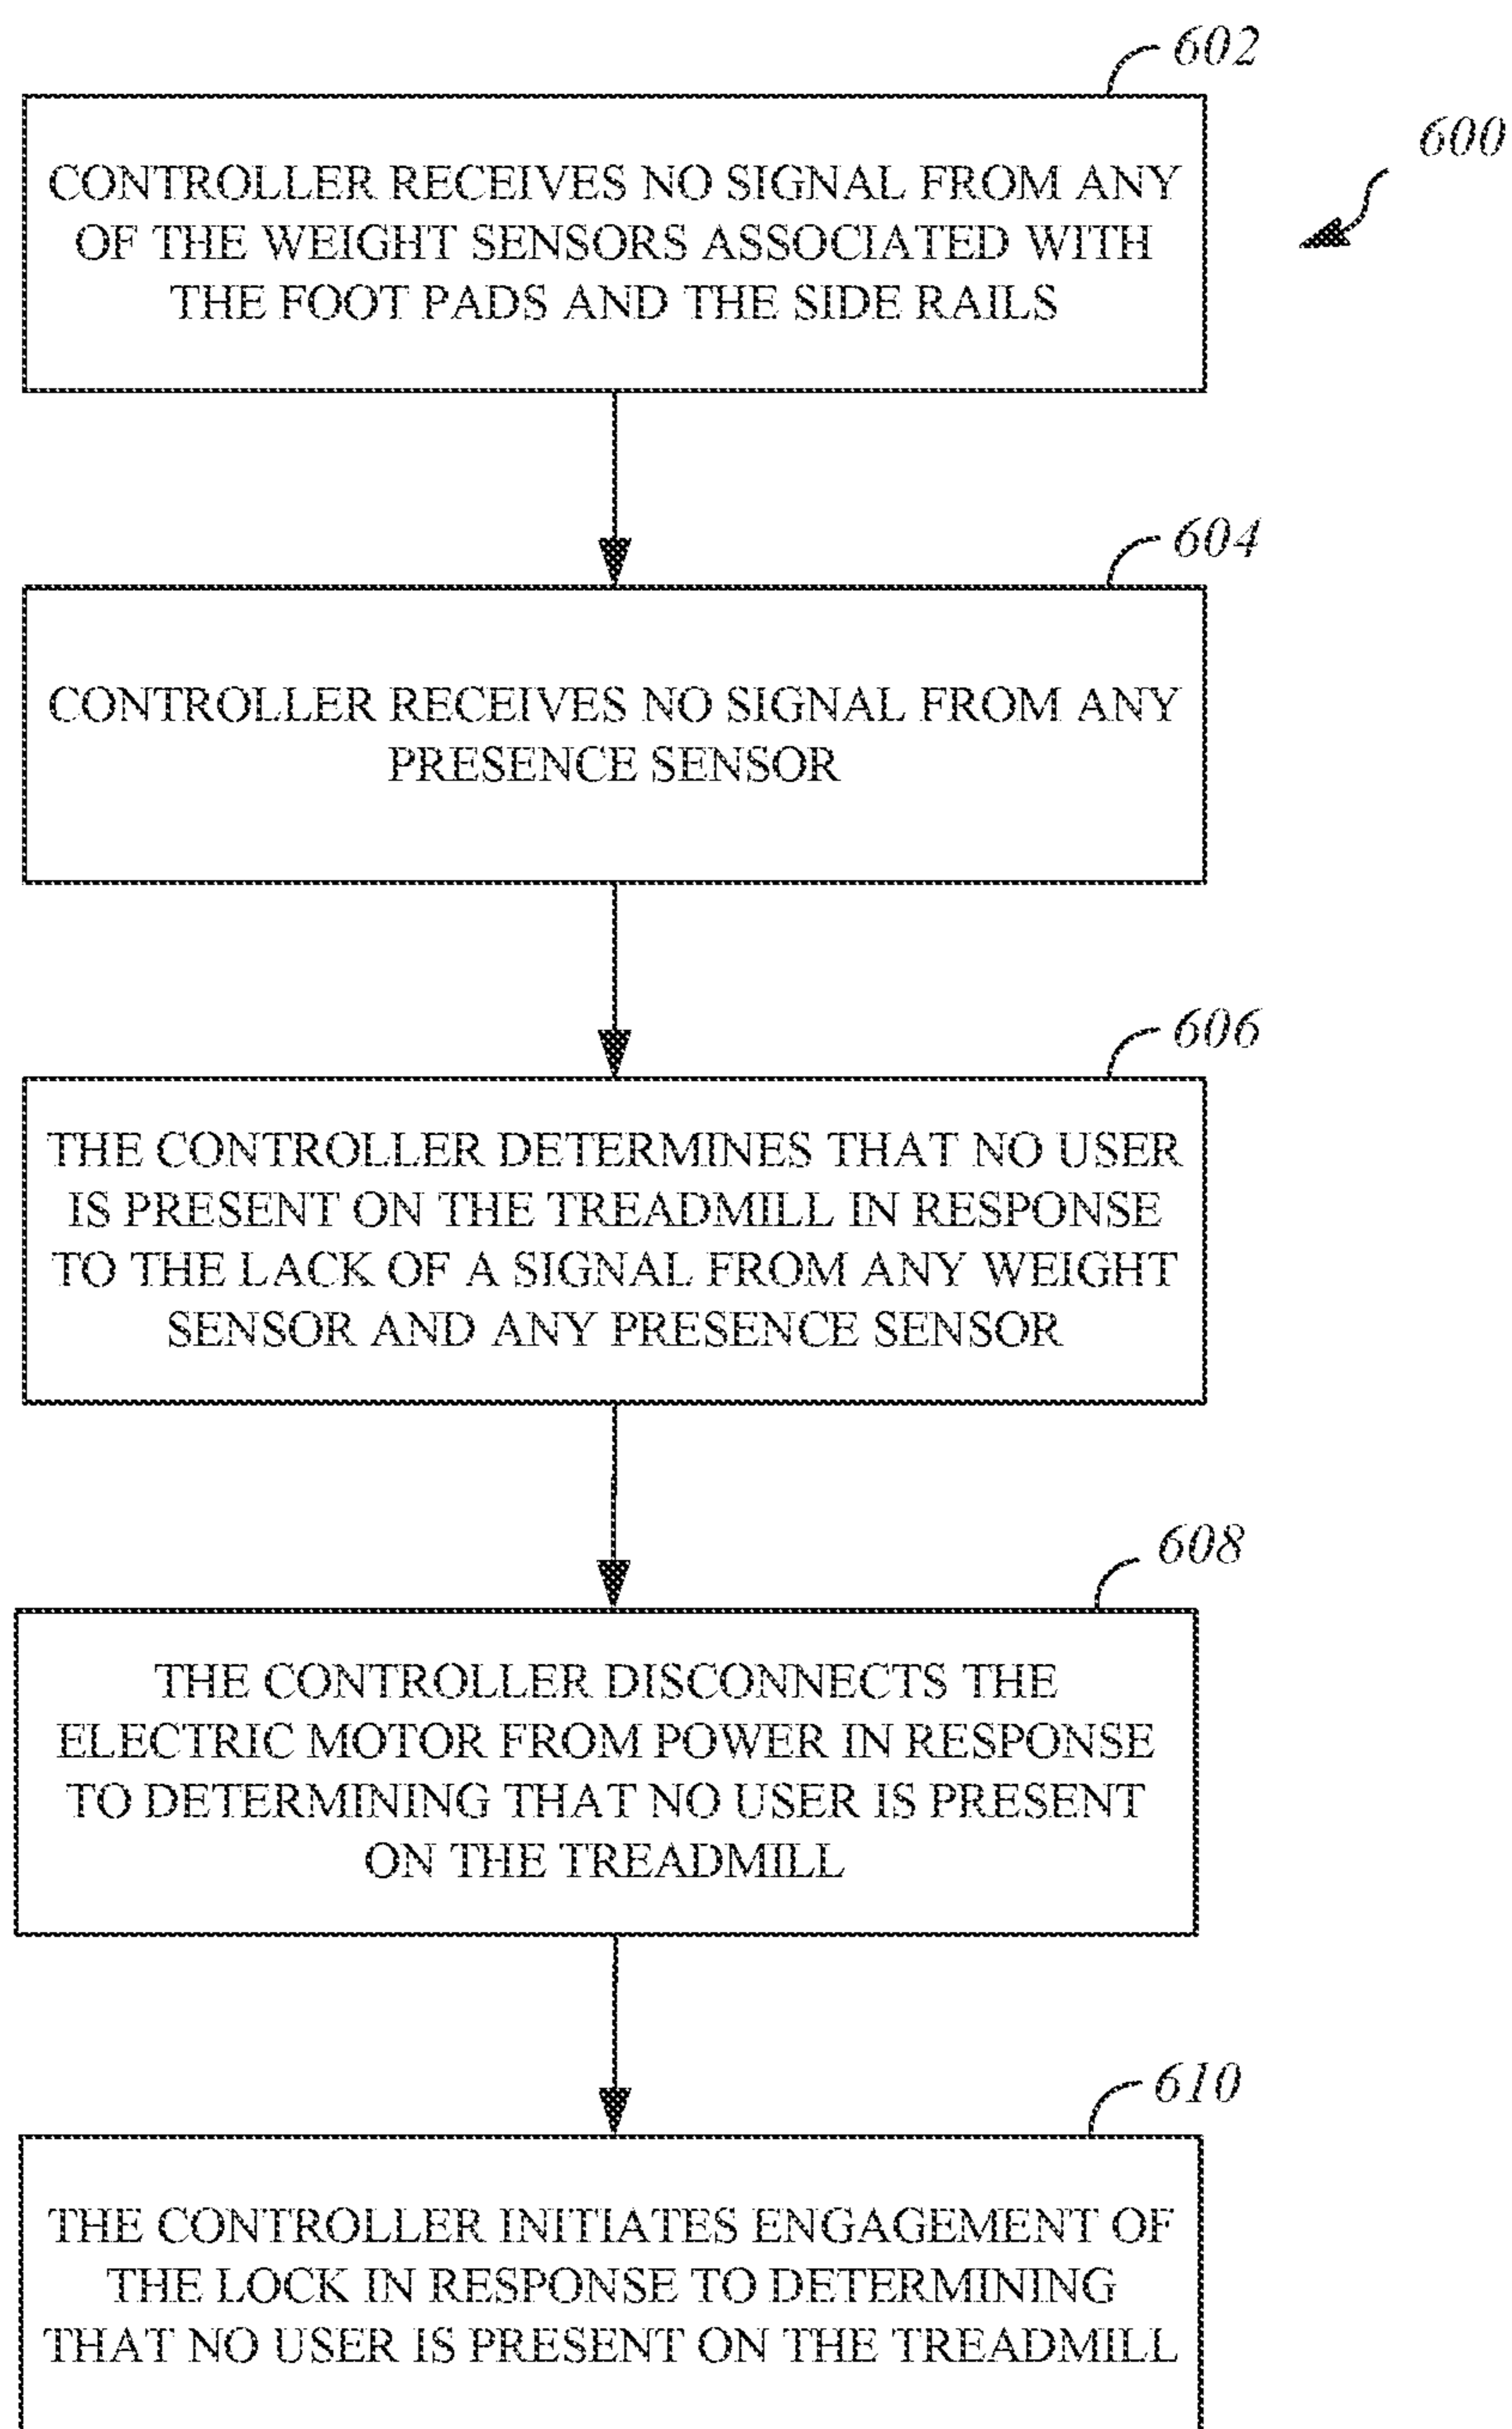 602
600
CONTROLLER RECEIVES NO SIGNAL FROM ANY
OF THE WEIGHT SENSORS ASSOCIATED WITH
THE FOOT PADS AND THE SIDE RAILS
604
CONTROLLER RECEIVES NO SIGNAL FROM ANY
PRESENCE SENSOR
606
THE CONTROLLER DETERMINES THAT NO USER
IS PRESENT ON THE TREADMILL IN RESPONSE
TO THE LACK OF A SIGNAL FROM ANY WEIGHT
SENSOR AND ANY PRESENCE SENSOR
608
THE CONTROLLER DISCONNECTS THE
ELECTRIC MOTOR FROM POWER IN RESPONSE
TO DETERMINING THAT NO USER IS PRESENT
ON THE TREADMILL
610
THE CONTROLLER INITIATES ENGAGEMENT OF
THE LOCK IN RESPONSE TO DETERMINING
THAT NO USER IS PRESENT ON THE TREADMILL